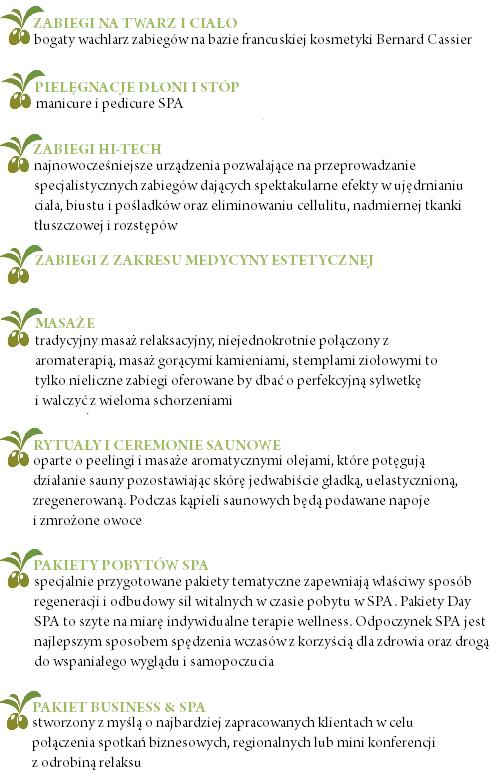 ZABIEGI NA TWARZ I CIAŁO
bogaty wachlarz zabiegów na bazie francuskiej kosmetyki Bernard Cassier
PIELĘGNACJE DŁONI I STÓP
manicure i pedicure SPA
ZABIEGI HI-TECH
najnowocześniejsze urządzenia pozwalające na przeprowadzanie
specjalistycznych zabiegów dających spektakularne efekty w ujędrnianiu
ciała, biustu i pośladków oraz eliminowaniu cellulitu, nadmiernej tkanki
tłuszczowej i rozstępów
ZABIEGI Z ZAKRESU MEDYCYNY ESTETYCZNEJ
MASAŻE
tradycyjny masaż relaksacyjny, niejednokrotnie połączony z
aromaterapią, masaż gorącymi kamieniami, stemplami ziołowymi to
tylko nieliczne zabiegi oferowane by dbać o perfekcyjną sylwetkę
i walczyć z wieloma schorzeniami
RYTUAŁY I CEREMONIE SAUNOWE
oparte o peelingi i masaże aromatycznymi olejami, które potęgują
działanie sauny pozostawiając skórę jedwabiście gładką, uelastycznioną,
zregenerowaną. Podczas kąpieli saunowych będą podawane napoje
i zmrożone owoce
PAKIETY POBYTÓW SPA
specjalnie przygotowane pakiety tematyczne zapewniają właściwy sposób
regeneracji i odbudowy sił witalnych w czasie pobytu w SPA. Pakiety Day
SPA to szyte na miarę indywidualne terapie wellness. Odpoczynek SPA jest
najlepszym sposobem spędzenia wczasów z korzyścią dla zdrowia oraz drogą
do wspaniałego wyglądu i samopoczucia
PAKIET BUSINESS & SPA
stworzony z myślą o najbardziej zapracowanych klientach w celu
połączenia spotkań biznesowych, regionalnych lub mini konferencji
z odrobiną relaksu